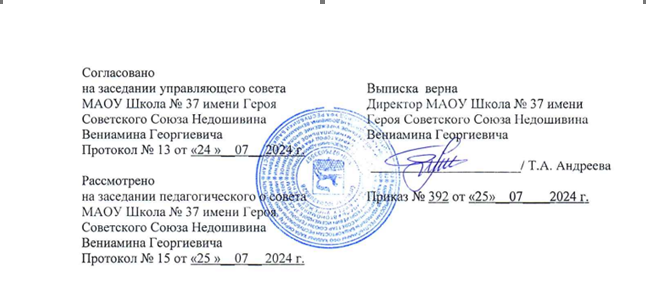 Согласовано
на заседании управляющего совета
МАОУ Школа № 37 имени Героя
Советского Союза Недошивина
Вениамина Георгиевича
Протокол № 13 от «24 »__07__ 2024 г.
Рассмотрено
на заседании педагогического совета
МАОУ Школа № 37 имени Героя
Советского Союза Недошивина
Вениамина Георгиевича
Протокол № 15 от «25 »__07__ 2024 г.
Выписка верна
Директор МАОУ Школа № 37 имени
Героя Советского Союза Недошивина
Вениамина Георгиевича
/ Т.А. Андреева
Приказ № 392 от «25»__07____2024 г.